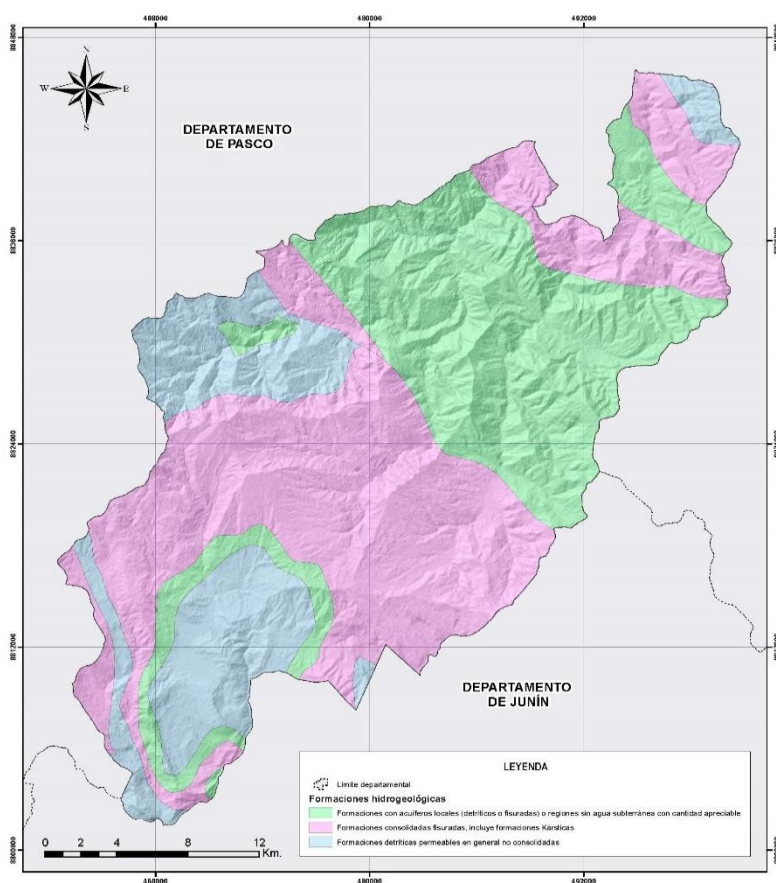 468000 480000 492000
8848000
N
W E
S
DEPARTAMENTO
DE PASCO
8824000
8812000
DEPARTAMENTO
DE JUNÍN
LEYENDA
Límite departamental
Formaciones hidrogeológicas
Formaciones con acuíferos locales (detríticos o fisuradas) o regiones sin agua subterránea con cantidad apreciable
Formaciones consolidadas fisuradas, incluye formaciones Kársticas
Formaciones detríticas permeables en general no consolidadas
0 2 4 8 12
Km.
468000 480000 492000